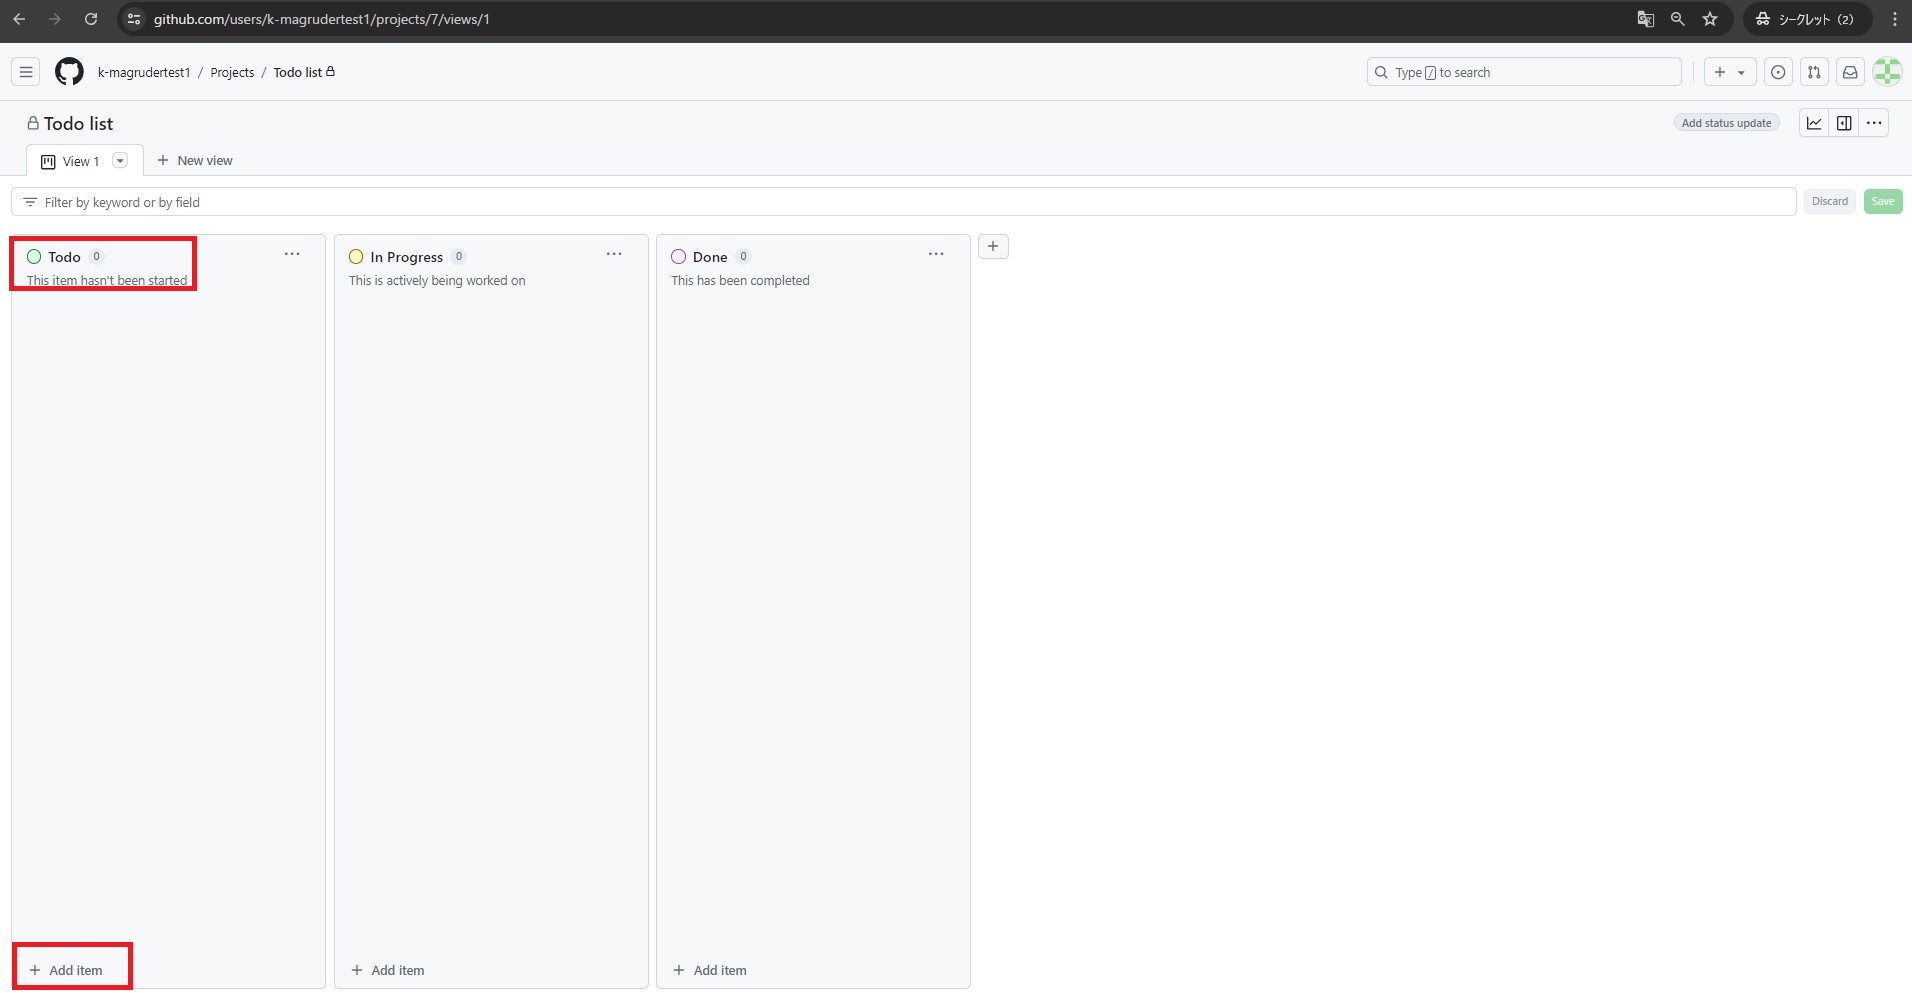 github.com/users/k-magrudertest1/projects/7/views/1
シークレット (2)
k-magrudertest1 / Projects / Todo list
Type / to search
Todo list
Add status update
View 1
New view
Filter by keyword or by field
Discard
Save
Todo 0
This item hasn't been started
In Progress 0
This is actively being worked on
Done 0
This has been completed
Add item
Add item
Add item